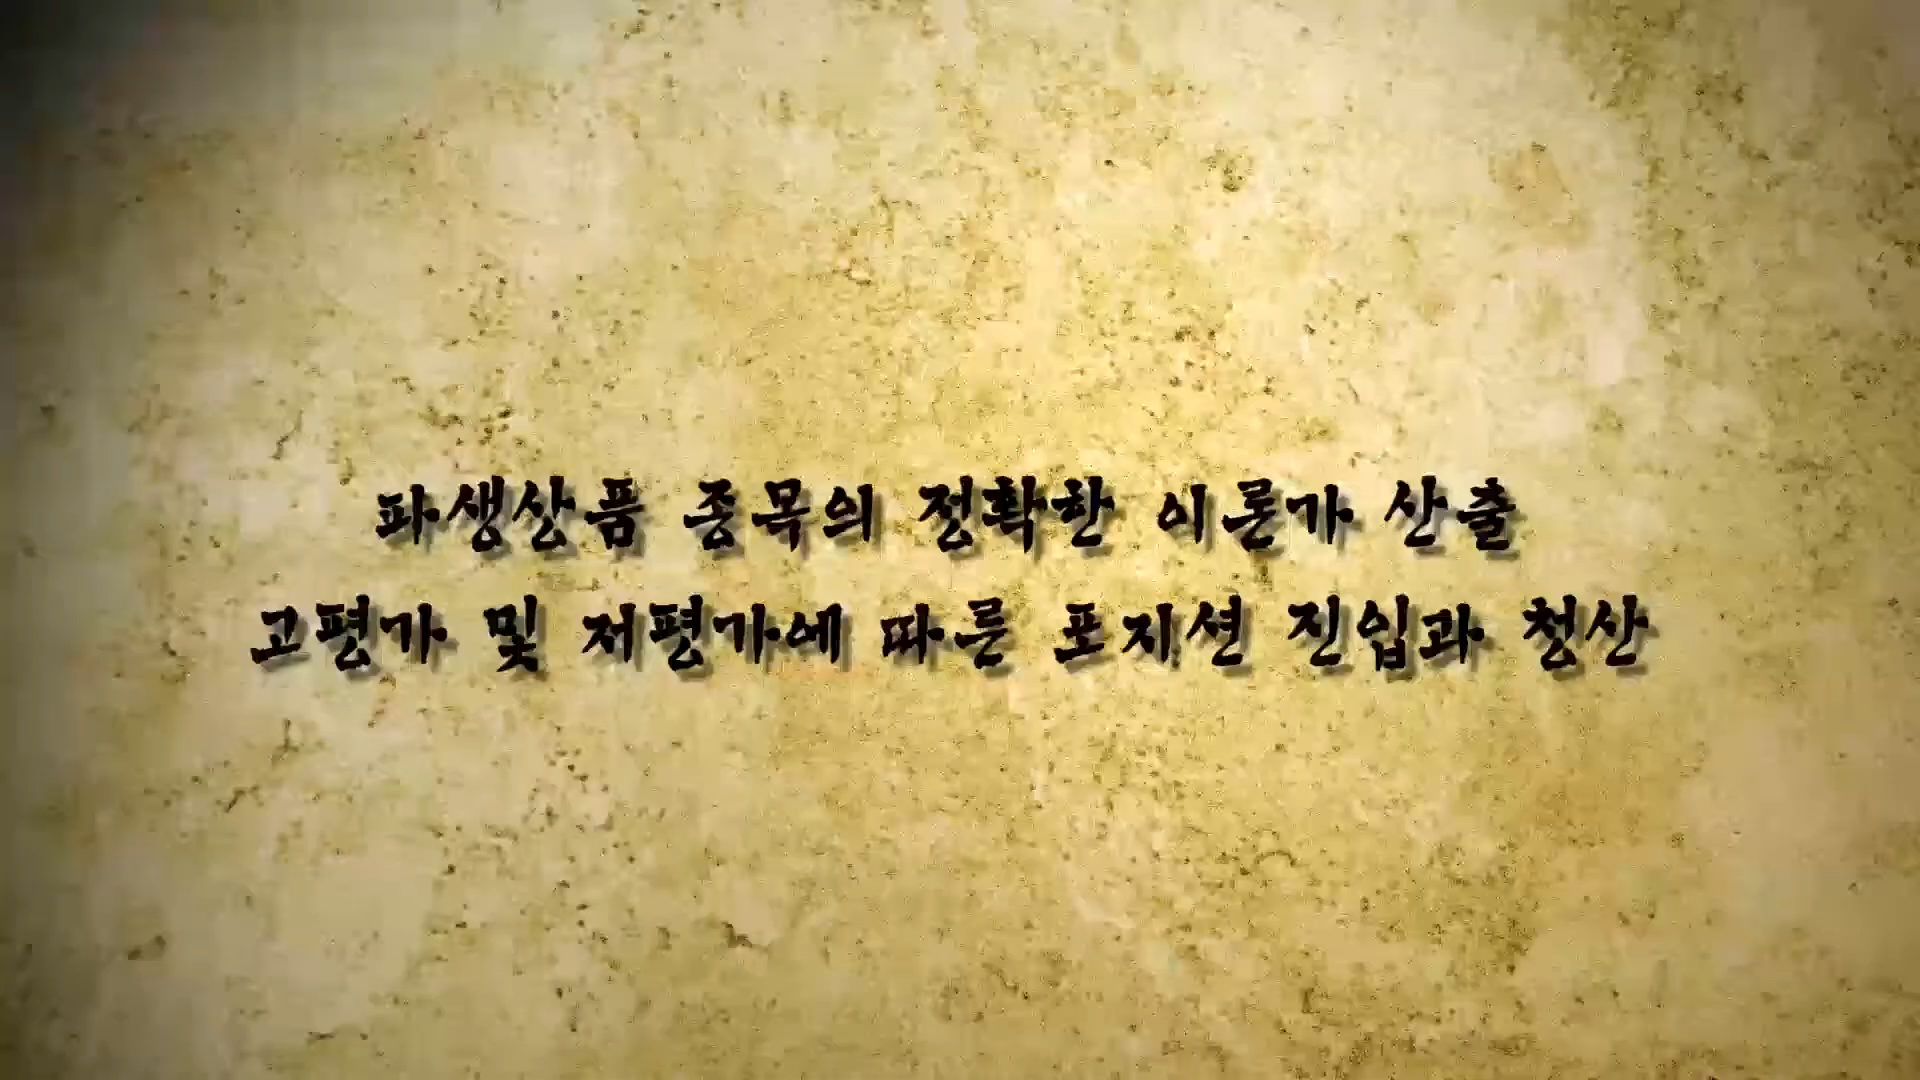 파생상품 종목의 정확한 이론가 산출
고평가 및 저평가에 따른 포지션 진입과 청산